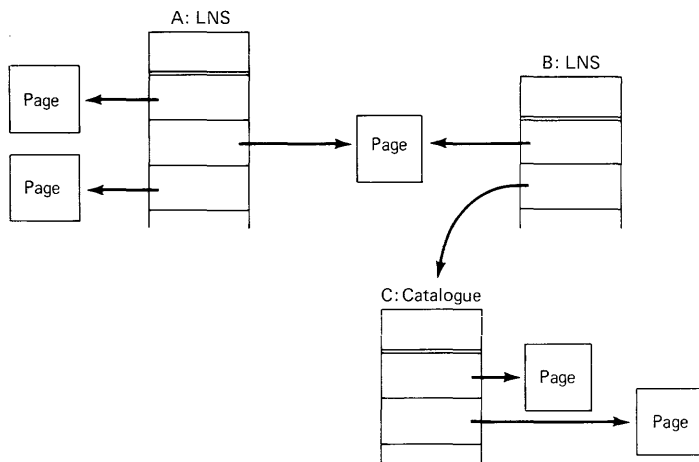 A: LNS
B: LNS
Page
Page
Page
C: Catalogue
Page
Page